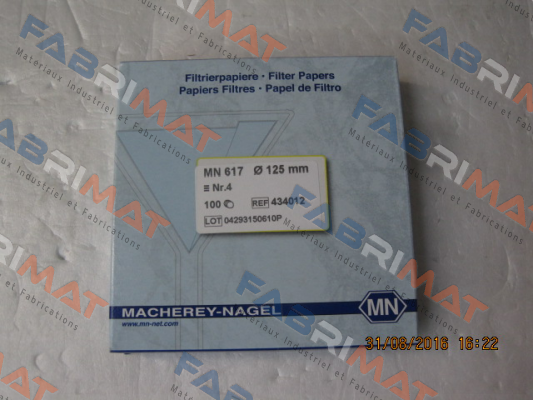 Filtrierpapiere · Filter Papers
Papiers Filtres · Papel de Filtro
MN 617 Ø 125 mm
≡ Nr.4
100
REF 434012
LOT 04293150610P
MACHEREY-NAGEL
www.mn-net.com
MN
31/08/2016 16:22
FABRIMAT
Materiaux Industriel et Fabrications